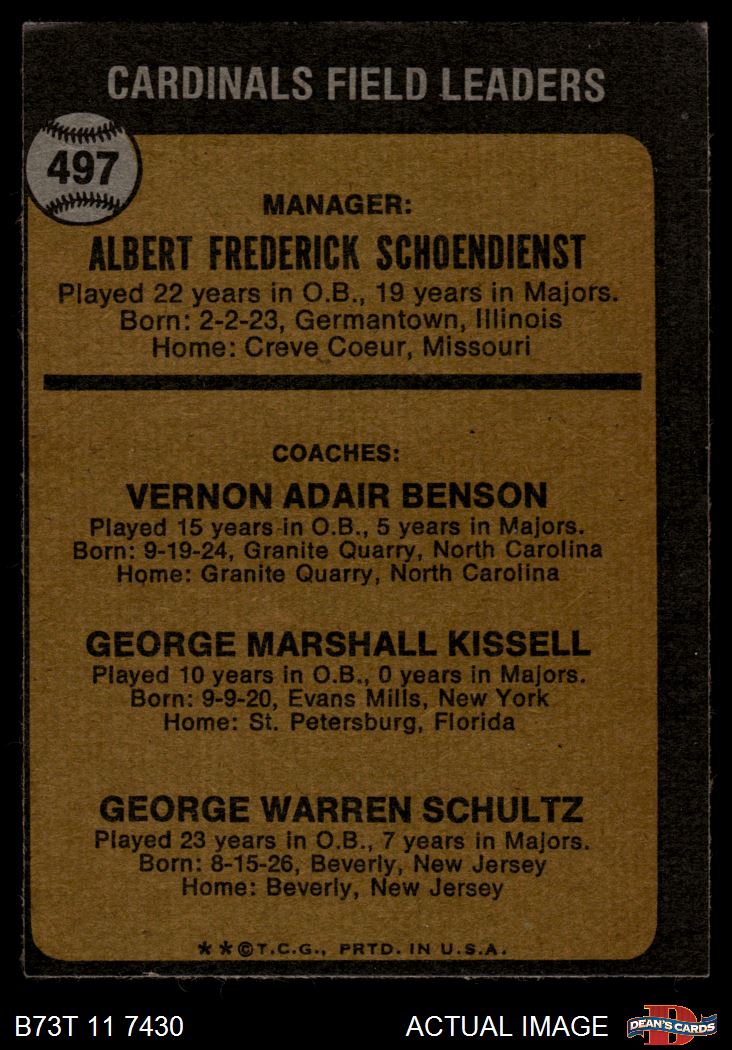 CARDINALS FIELD LEADERS
497
MANAGER:
ALBERT FREDERICK SCHOENDIENST
Played 22 years in O.B., 19 years in Majors.
Born: 2-2-23, Germantown, Illinois
Home: Creve Coeur, Missouri
COACHES:
VERNON ADAIR BENSON
Played 15 years in O.B., 5 years in Majors.
Born: 9-19-24, Granite Quarry, North Carolina
Home: Granite Quarry, North Carolina
GEORGE MARSHALL KISSELL
Played 10 years in O.B., 0 years in Majors.
Born: 9-9-20, Evans Mills, New York
Home: St. Petersburg, Florida
GEORGE WARREN SCHULTZ
Played 23 years in O.B., 7 years in Majors.
Born: 8-15-26, Beverly, New Jersey
Home: Beverly, New Jersey
**©T.C.G., PRTD. IN U.S.A.
B73T 11 7430
ACTUAL IMAGE
D
DEAN'S CARDS